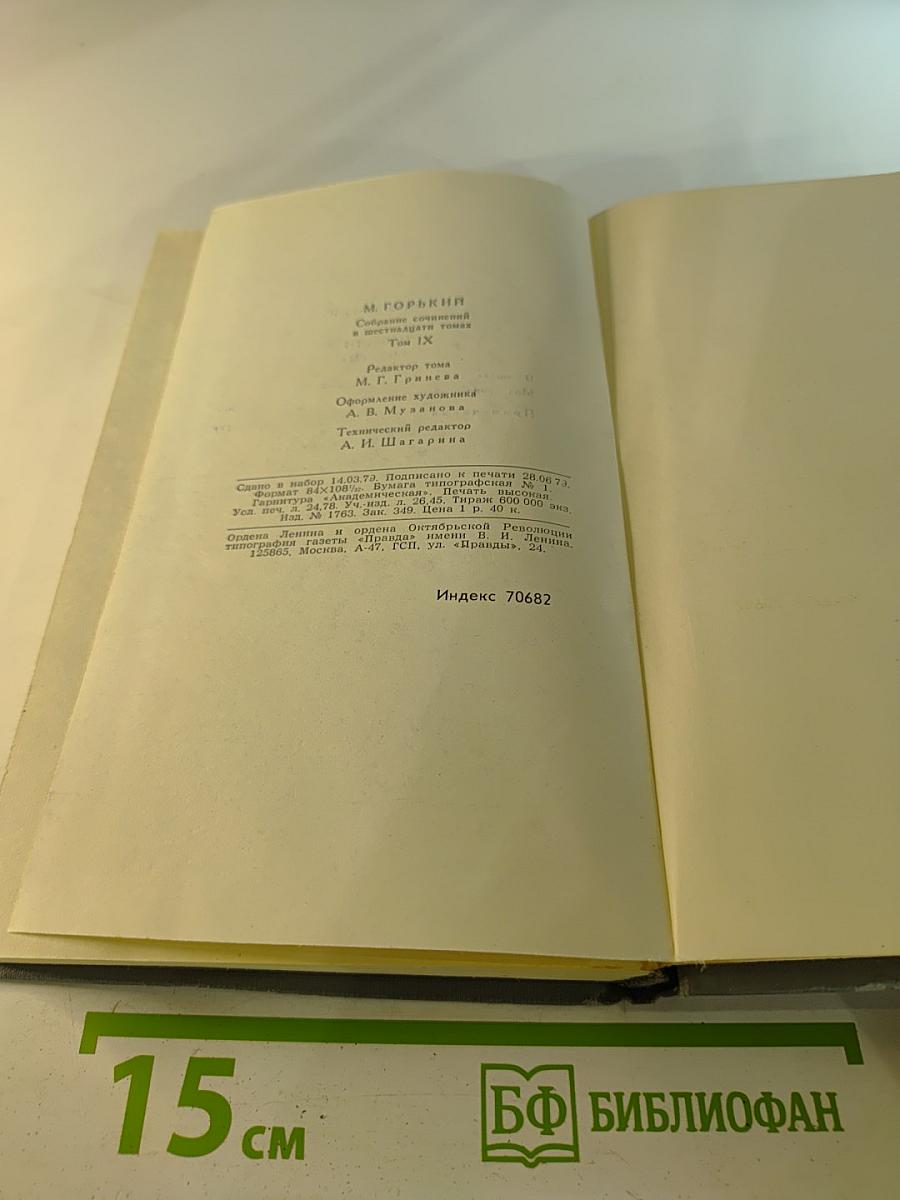 М. ГОРЬКИЙ
Собрание сочинений
в шестнадцати томах
Том IX
Редактор тома
М. Г. Гринева
Оформление художника
А. В. Музанова
Технический редактор
А. И. Шагарина
Сдано в набор 14.03.79. Подписано к печати 28.06 79.
Формат 84×108¹/₃₂. Бумага типографская № 1.
Гарнитура «Академическая». Печать высокая.
Усл. печ. л. 24,78. Уч.-изд. л. 26,45. Тираж 600 000 экз.
Изд. № 1763. Зак. 349. Цена 1 р. 40 к.
Ордена Ленина и ордена Октябрьской Революции
типография газеты «Правда» имени В. И. Ленина.
125865, Москва, А-47, ГСП, ул. «Правды», 24.
Индекс 70682
15 см
БФ БИБЛИОФАН